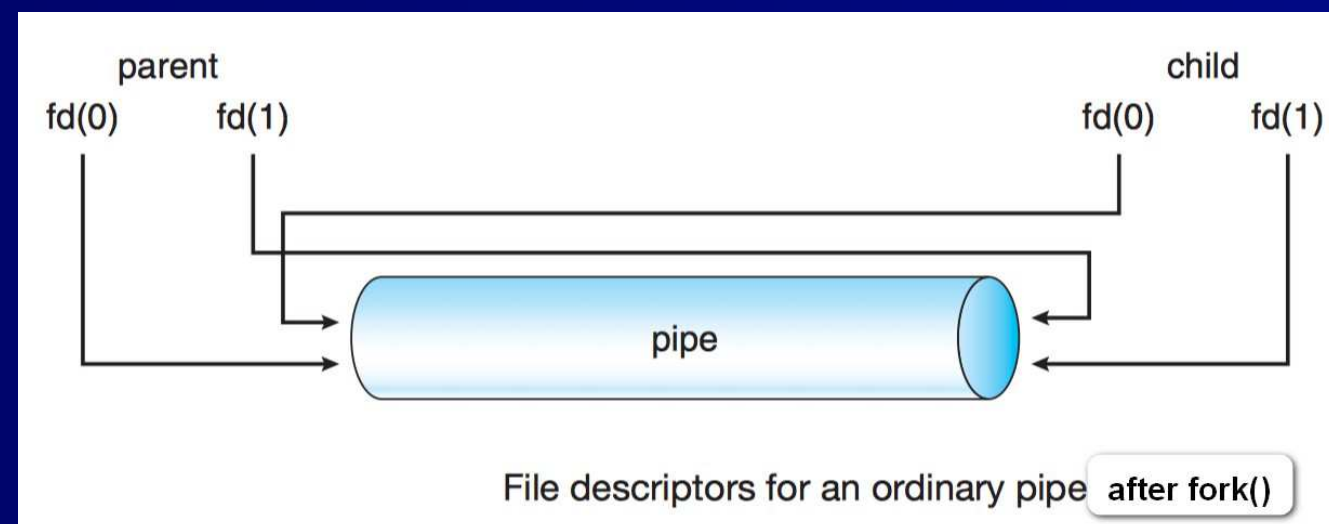 parent child
fd(0) fd(1) fd(0) fd(1)
pipe
File descriptors for an ordinary pipe after fork()